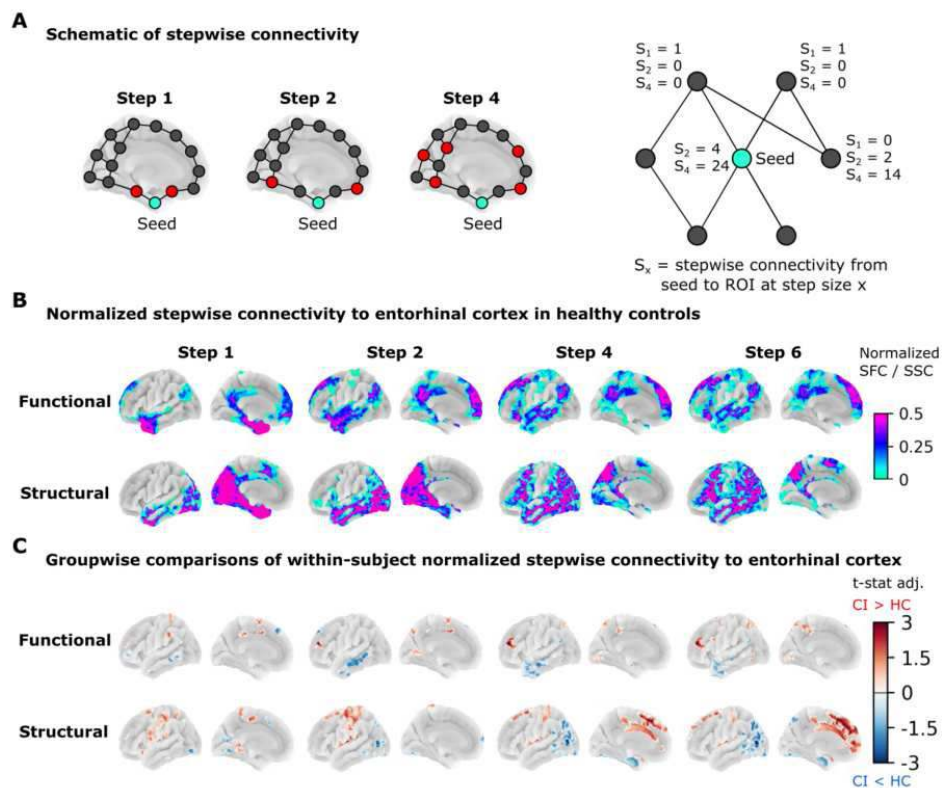 A
Schematic of stepwise connectivity
Step 1
Step 2
Step 4
Seed
Seed
Seed
S1 = 1
S2 = 0
S4 = 0
S1 = 1
S2 = 0
S4 = 0
S2 = 4
S4 = 24
Seed
S1 = 0
S2 = 2
S4 = 14
Sx = stepwise connectivity from
seed to ROI at step size x
B
Normalized stepwise connectivity to entorhinal cortex in healthy controls
Step 1
Step 2
Step 4
Step 6
Normalized
SFC / SSC
Functional
0.5
0.25
0
Structural
C
Groupwise comparisons of within-subject normalized stepwise connectivity to entorhinal cortex
t-stat adj.
CI > HC
Functional
3
1.5
0
-1.5
-3
Structural
CI < HC